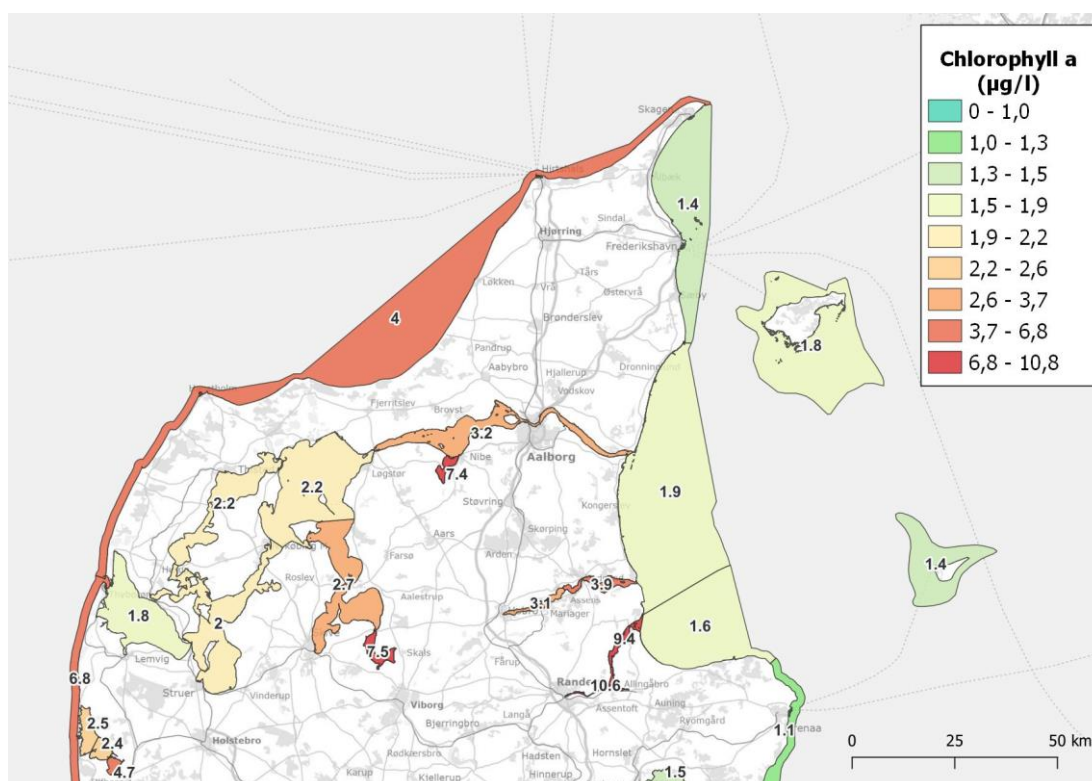 Chlorophyll a
(µg/l)
0 - 1,0
1,0 - 1,3
1,3 - 1,5
1,5 - 1,9
1,9 - 2,2
2,2 - 2,6
2,6 - 3,7
3,7 - 6,8
6,8 - 10,8
Skagen
1.4
Sindal
Hjørring
Frederikshavn
Løkken
Tårs
Vrå
Østervrå
4
Brønderslev
1.8
Pandrup
Aabybro
Hjallerup
Vodskov
Fjerritslev
Brovst
3.2
Aalborg
Løgstør
Nibe
7.4
2.2
2.2
Støvring
1.9
Kongerslev
Skørping
Aars
Arden
1.4
Farsø
Roslev
2.7
3.9
Aalestrup
3.1
Mariager
1.8
2
1.6
9.4
7.5
Skals
Lemvig
Fårup
6.8
Struer
Vinderup
10.6
Allingåbro
Langå
Assentoft
Auning
Viborg
Bjerringbro
Ryomgård
1.1
2.5
2.4
Holstebro
Rødkjersbro
Hadsten
Hornslet
4.7
Karup
Kjellerup
Hinnerup
1.5
0
25
50 km